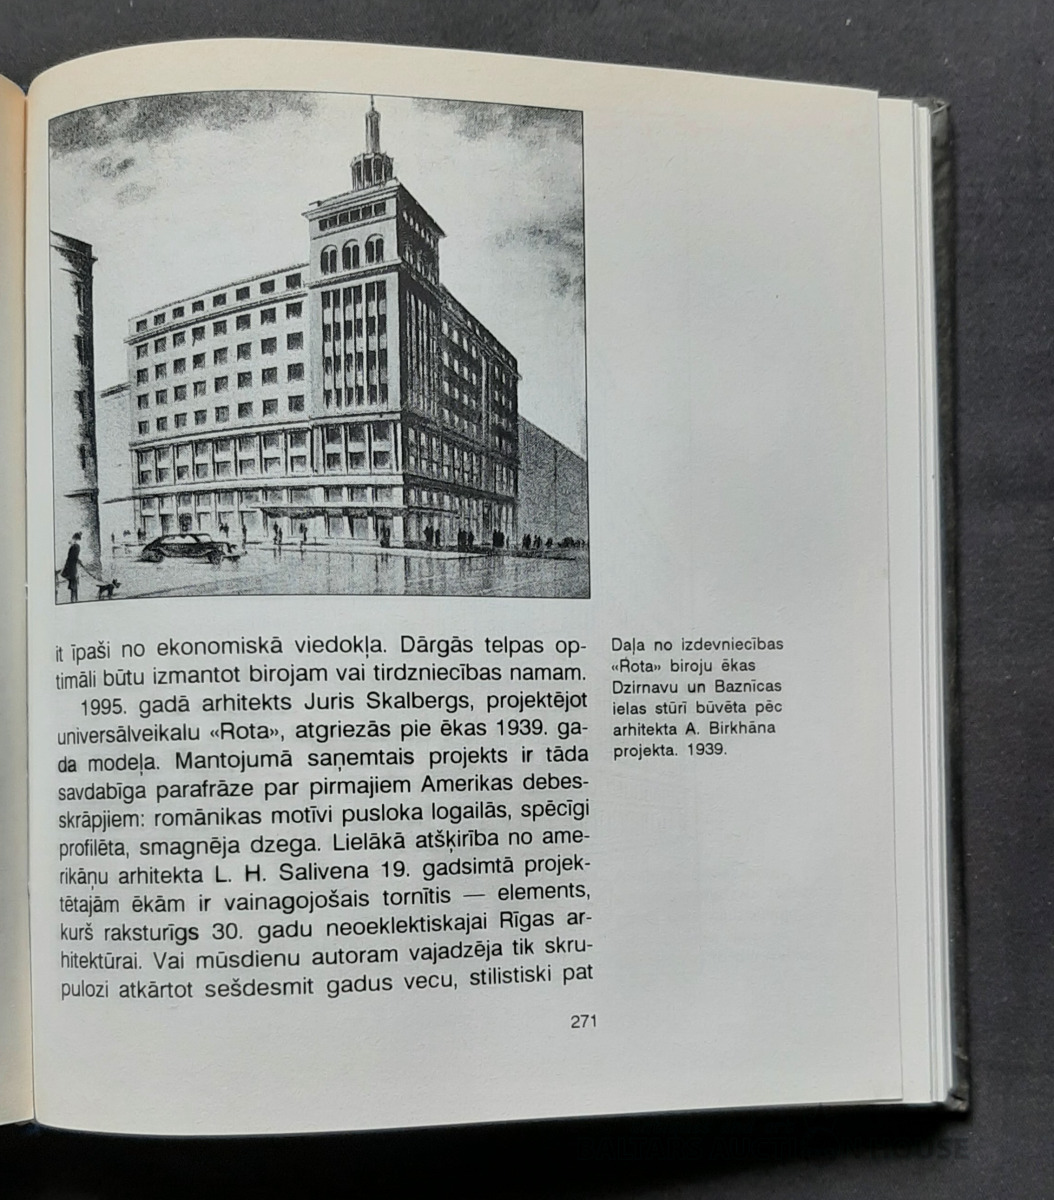 it īpaši no ekonomiskā viedokļa. Dārgās telpas op-
timāli būtu izmantot birojam vai tirdzniecības namam.
1995. gadā arhitekts Juris Skalbergs, projektējot
universālveikalu «Rota», atgriezās pie ēkas 1939. ga-
da modeļa. Mantojumā saņemtais projekts ir tāda
savdabīga parafrāze par pirmajiem Amerikas debes-
skrāpjiem: romānikas motīvi pusloka logailās, spēcīgi
profilēta, smagnēja dzega. Lielākā atšķirība no ame-
rikāņu arhitekta L. H. Salivena 19. gadsimtā projek-
tētajām ēkām ir vainagojošais tornītis — elements,
kurš raksturīgs 30. gadu neoeklektiskajai Rīgas ar-
hitektūrai. Vai mūsdienu autoram vajadzēja tik skru-
pulozi atkārtot sešdesmit gadus vecu, stilistiski pat
Daļa no izdevniecības
«Rota» biroju ēkas
Dzirnavu un Baznīcas
ielas stūrī būvēta pēc
arhitekta A. Birkhāna
projekta. 1939.
271
HOUSE